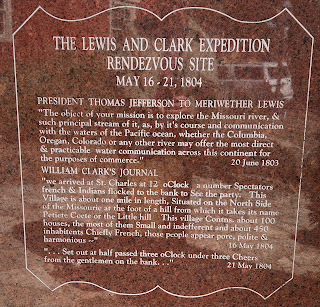 THE LEWIS AND CLARK EXPEDITION
RENDEZVOUS SITE
MAY 16 - 21, 1804
PRESIDENT THOMAS JEFFERSON TO MERIWETHER LEWIS
"The object of your mission is to explore the Missouri river, &
such principal stream of it, as, by it's course and communication
with the waters of the Pacific ocean, whether the Columbia,
Oregan, Colorado or any other river may offer the most direct
& practicable water communication across this continent for
the purposes of commerce."
20 June 1803
WILLIAM CLARK'S JOURNAL
"we arrived at St. Charles at 12 oClock a number Spectators
french & Indians flocked to the bank to See the party This
Village is about one mile in length, Situated on the North Side
of the Missourie at the foot of a hill from which it takes its name
Petiere Coete or the Little hill This village Contns. about 100
houses, the most of them Small and indefferent and about 450
inhabitents Chiefly French, those people appear pore, polite &
harmonious ~"
16 May 1804
". . . Set out at half passed three oClock under three Cheers
from the gentlemen on the bank. . ."
21 May 1804